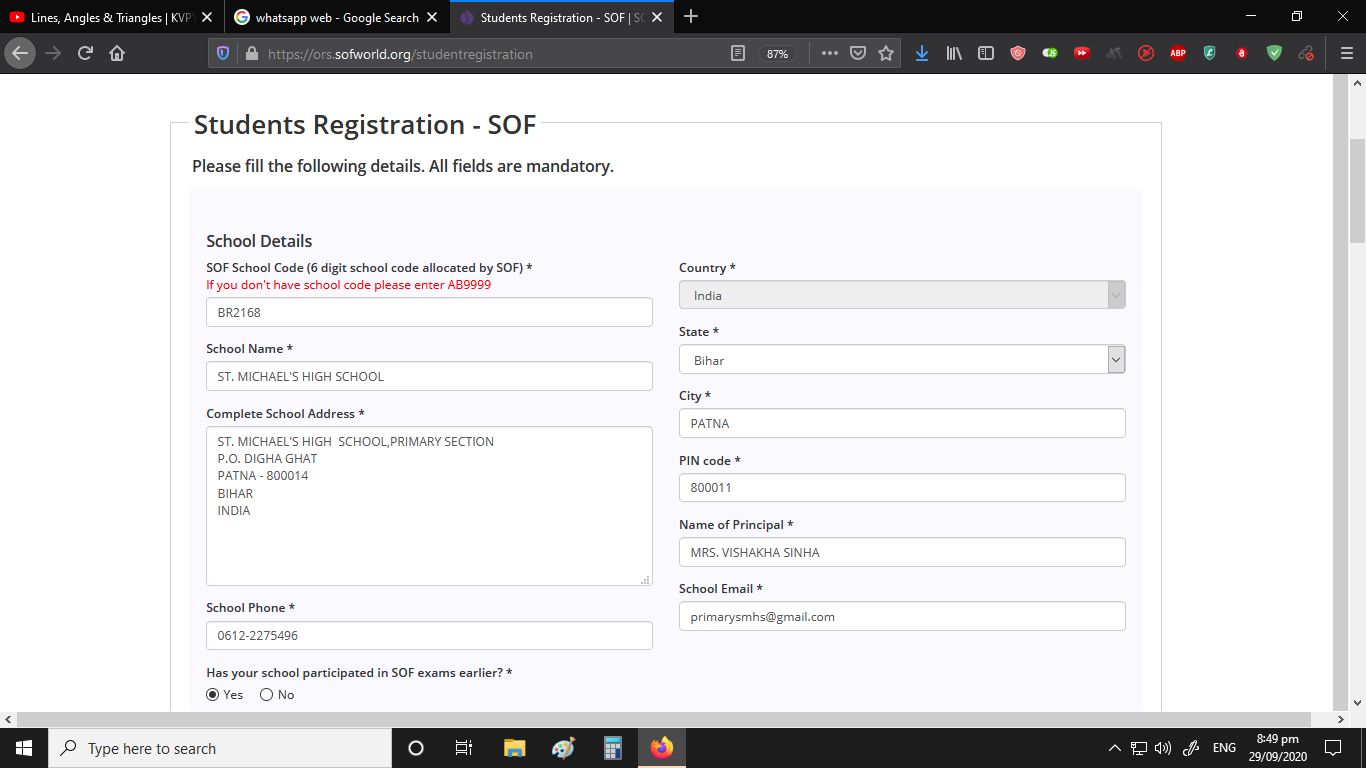 Lines, Angles & Triangles | KVPY
whatsapp web - Google Search
Students Registration - SOF | SO
https://ors.sofworld.org/studentregistration
87%
ABP
Students Registration - SOF
Please fill the following details. All fields are mandatory.
School Details
SOF School Code (6 digit school code allocated by SOF) *
If you don't have school code please enter AB9999
BR2168
School Name *
ST. MICHAEL'S HIGH SCHOOL
Complete School Address *
ST. MICHAEL'S HIGH  SCHOOL,PRIMARY SECTION
P.O. DIGHA GHAT
PATNA - 800014
BIHAR
INDIA
School Phone *
0612-2275496
Has your school participated in SOF exams earlier? *
Yes
No
Country *
India
State *
Bihar
City *
PATNA
PIN code *
800011
Name of Principal *
MRS. VISHAKHA SINHA
School Email *
primarysmhs@gmail.com
Type here to search
ENG
8:49 pm
29/09/2020